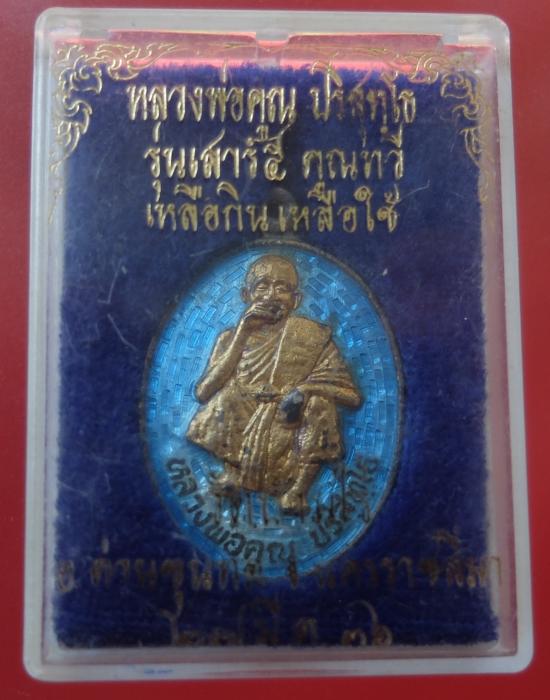 หลวงพ่อคูณ ปริสุทฺโธ
รุ่นเสาร์๕ คูณทวี
เหลือกินเหลือใช้
หลวงพ่อคูณ ปริสุทฺโธ
อ.ด่านขุนทด จ.นครราชสีมา